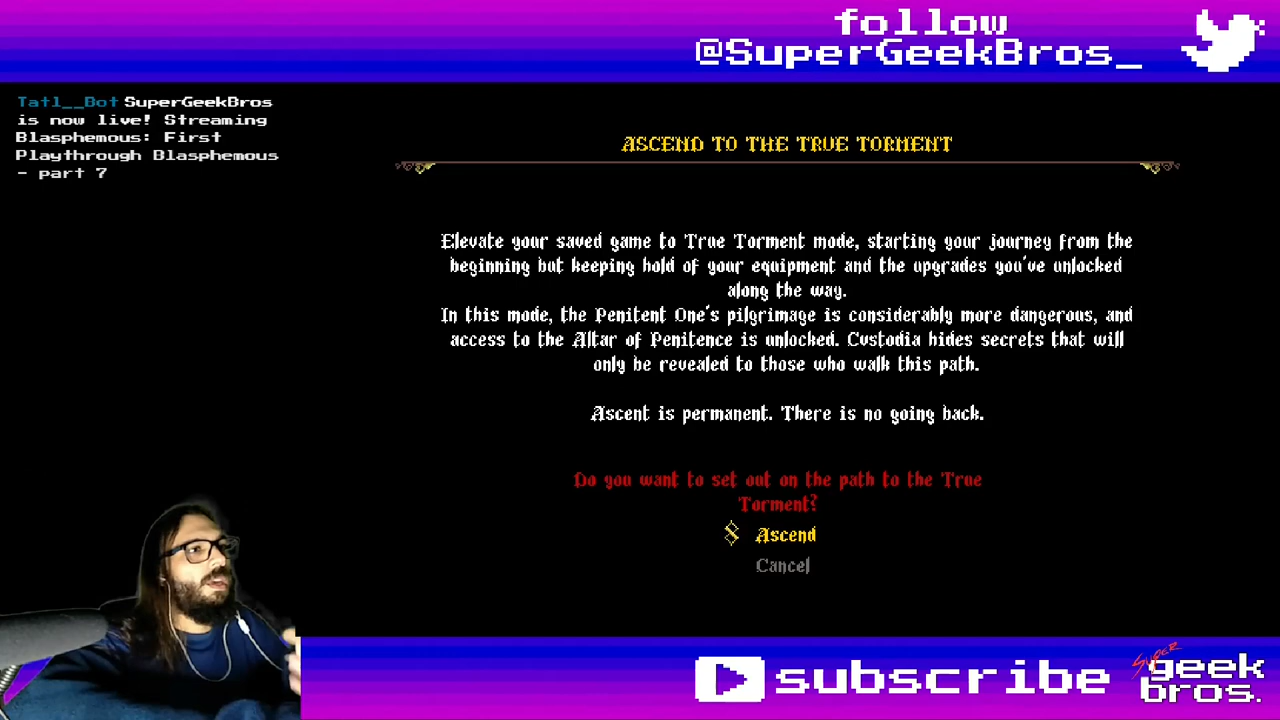 follow
@SuperGeekBros_
Tatl__Bot SuperGeekBros
is now live! Streaming
Blasphemous: First
Playthrough Blasphemous
- part 7
ASCEND TO THE TRUE TORMENT
Elevate your saved game to True Torment mode, starting your journey from the
beginning but keeping hold of your equipment and the upgrades you've unlocked
along the way.
In this mode, the Penitent One's pilgrimage is considerably more dangerous, and
access to the Altar of Penitence is unlocked. Cvstodia hides secrets that will
only be revealed to those who walk this path.
Ascent is permanent. There is no going back.
Do you want to set out on the path to the True
Torment?
Ascend
Cancel
subscribe
SUPER
geek
bros.